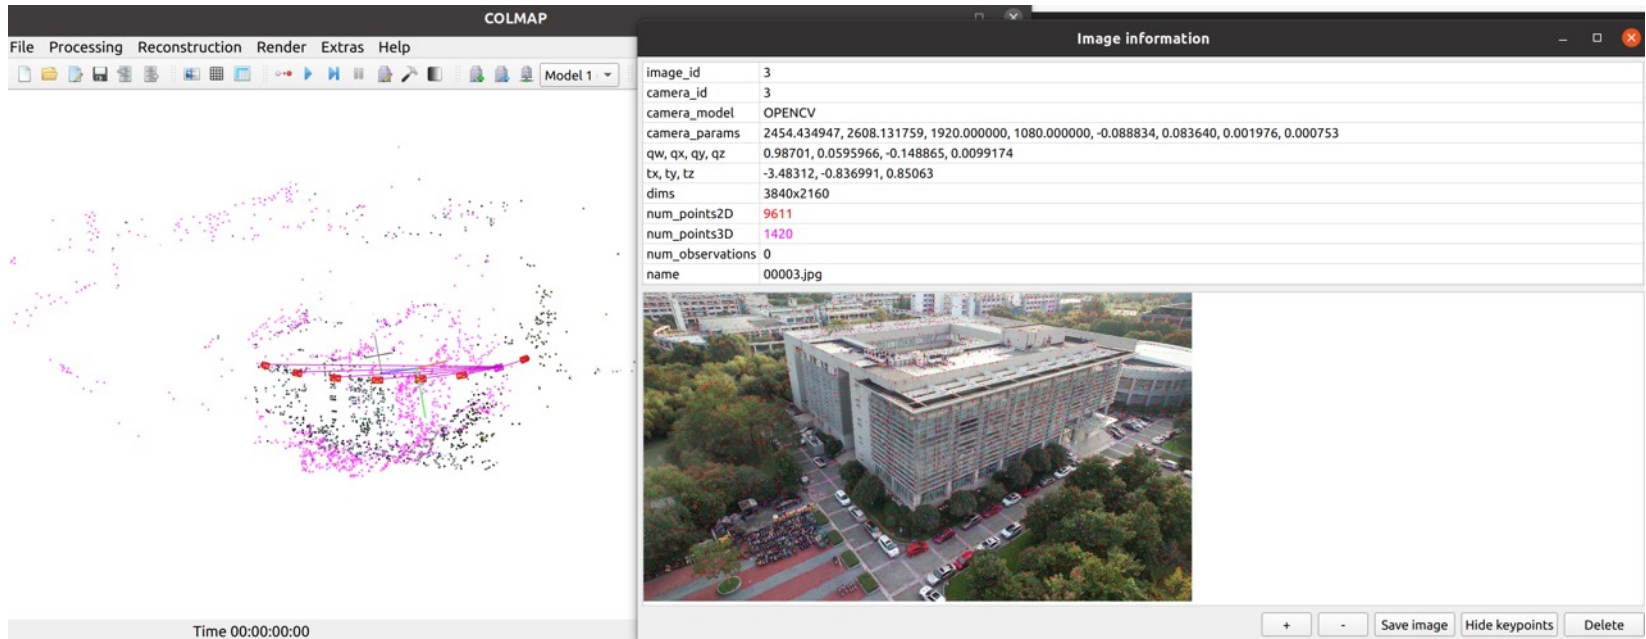 COLMAP
File Processing Reconstruction Render Extras Help
Model 1
Time 00:00:00:00
Image information
image_id 3
camera_id 3
camera_model OPENCV
camera_params 2454.434947, 2608.131759, 1920.000000, 1080.000000, -0.088834, 0.083640, 0.001976, 0.000753
qw, qx, qy, qz 0.98701, 0.0595966, -0.148865, 0.0099174
tx, ty, tz -3.48312, -0.836991, 0.85063
dims 3840x2160
num_points2D 9611
num_points3D 1420
num_observations 0
name 00003.jpg
+ - Save image Hide keypoints Delete